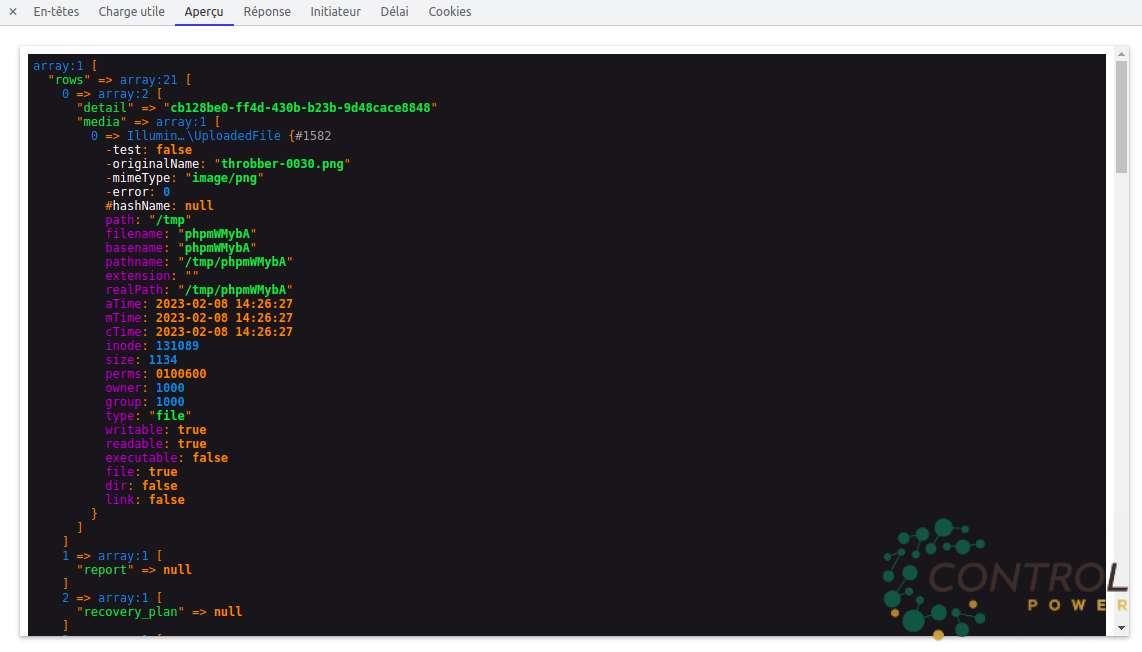 × En-têtes Charge utile Aperçu Réponse Initiateur Délai Cookies
array:1 [
"rows" => array:21 [
0 => array:2 [
"detail" => "cb128be0-ff4d-430b-b23b-9d48cace8848"
"media" => array:1 [
0 => Illumin…\UploadedFile {#1582
-test: false
-originalName: "throbber-0030.png"
-mimeType: "image/png"
-error: 0
#hashName: null
path: "/tmp"
filename: "phpmWMybA"
basename: "phpmWMybA"
pathname: "/tmp/phpmWMybA"
extension: ""
realPath: "/tmp/phpmWMybA"
aTime: 2023-02-08 14:26:27
mTime: 2023-02-08 14:26:27
cTime: 2023-02-08 14:26:27
inode: 131089
size: 1134
perms: 0100600
owner: 1000
group: 1000
type: "file"
writable: true
readable: true
executable: false
file: true
dir: false
link: false
}
]
]
1 => array:1 [
"report" => null
]
2 => array:1 [
"recovery_plan" => null
]
CONTROL
POWER